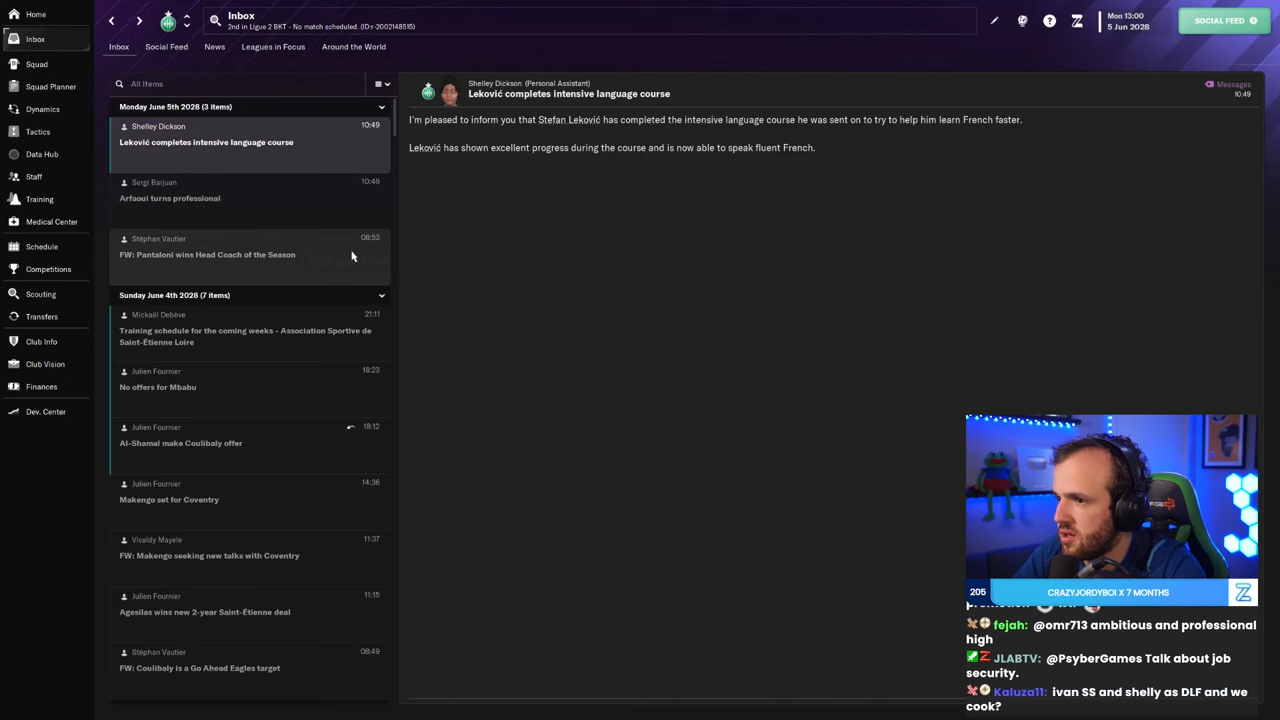 Home
Inbox
Squad
Squad Planner
Dynamics
Tactics
Data Hub
Staff
Training
Medical Center
Schedule
Competitions
Scouting
Transfers
Club Info
Club Vision
Finances
Dev. Center
Inbox
2nd in Ligue 2 BKT - No match scheduled. (ID:r-2002148515)
Mon 13:00
5 Jun 2028
SOCIAL FEED
Inbox Social Feed News Leagues in Focus Around the World
All Items
Monday June 5th 2028 (3 items)
Shelley Dickson 10:49
Leković completes intensive language course
Sergi Barjuan 10:49
Arfaoui turns professional
Stéphan Vautier 08:53
FW: Pantaloni wins Head Coach of the Season
Sunday June 4th 2028 (7 items)
Mickaël Debève 21:11
Training schedule for the coming weeks - Association Sportive de
Saint-Étienne Loire
Julien Fournier 18:23
No offers for Mbabu
Julien Fournier 18:12
Al-Shamal make Coulibaly offer
Julien Fournier 14:36
Makengo set for Coventry
Vivaldy Mayele 11:37
FW: Makengo seeking new talks with Coventry
Julien Fournier 11:15
Agesilas wins new 2-year Saint-Étienne deal
Stéphan Vautier 08:49
FW: Coulibaly is a Go Ahead Eagles target
Shelley Dickson (Personal Assistant)
Leković completes intensive language course
Messages
10:49
I'm pleased to inform you that Stefan Leković has completed the intensive language course he was sent on to try to help him learn French faster.
Leković has shown excellent progress during the course and is now able to speak fluent French.
205 CRAZYJORDYBOI X 7 MONTHS
fejah: @omr713 ambitious and professional
high
JLABTV: @PsyberGames Talk about job
security.
Kaluza11: ivan SS and shelly as DLF and we
cook?